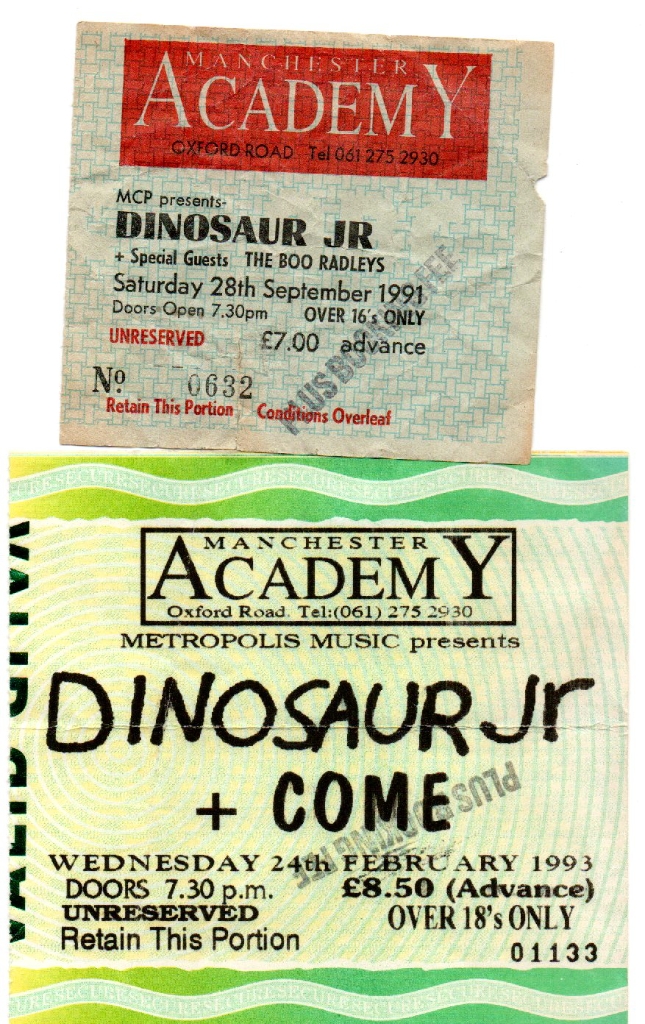 MANCHESTER
ACADEMY
OXFORD ROAD Tel 061 275 2930
MCP presents-
DINOSAUR JR
+ Special Guests THE BOO RADLEYS
Saturday 28th September 1991
Doors Open 7.30pm OVER 16's ONLY
UNRESERVED £7.00 advance
PLUS BOOKING FEE
Nº 0632
Retain This Portion Conditions Overleaf
SECURESECURESECURESECURESECURESECURE
MANCHESTER
ACADEMY
Oxford Road. Tel:(061) 275 2930
METROPOLIS MUSIC presents
DINOSAUR Jr
+ COME
PLUS BOOKING FEE
WEDNESDAY 24th FEBRUARY 1993
DOORS 7.30 p.m. £8.50 (Advance)
UNRESERVED OVER 18's ONLY
Retain This Portion
01133
VALID
SECURESECURESECURESECURESECURESECURE